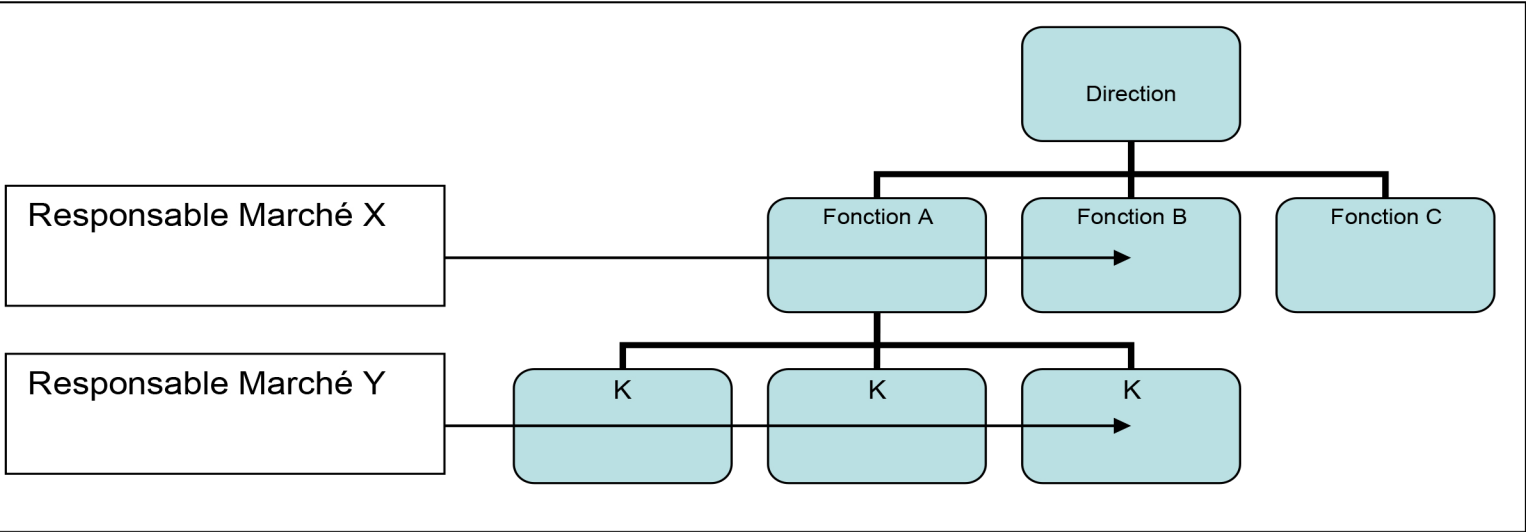 Direction
Responsable Marché X
Fonction A
Fonction B
Fonction C
Responsable Marché Y
K
K
K